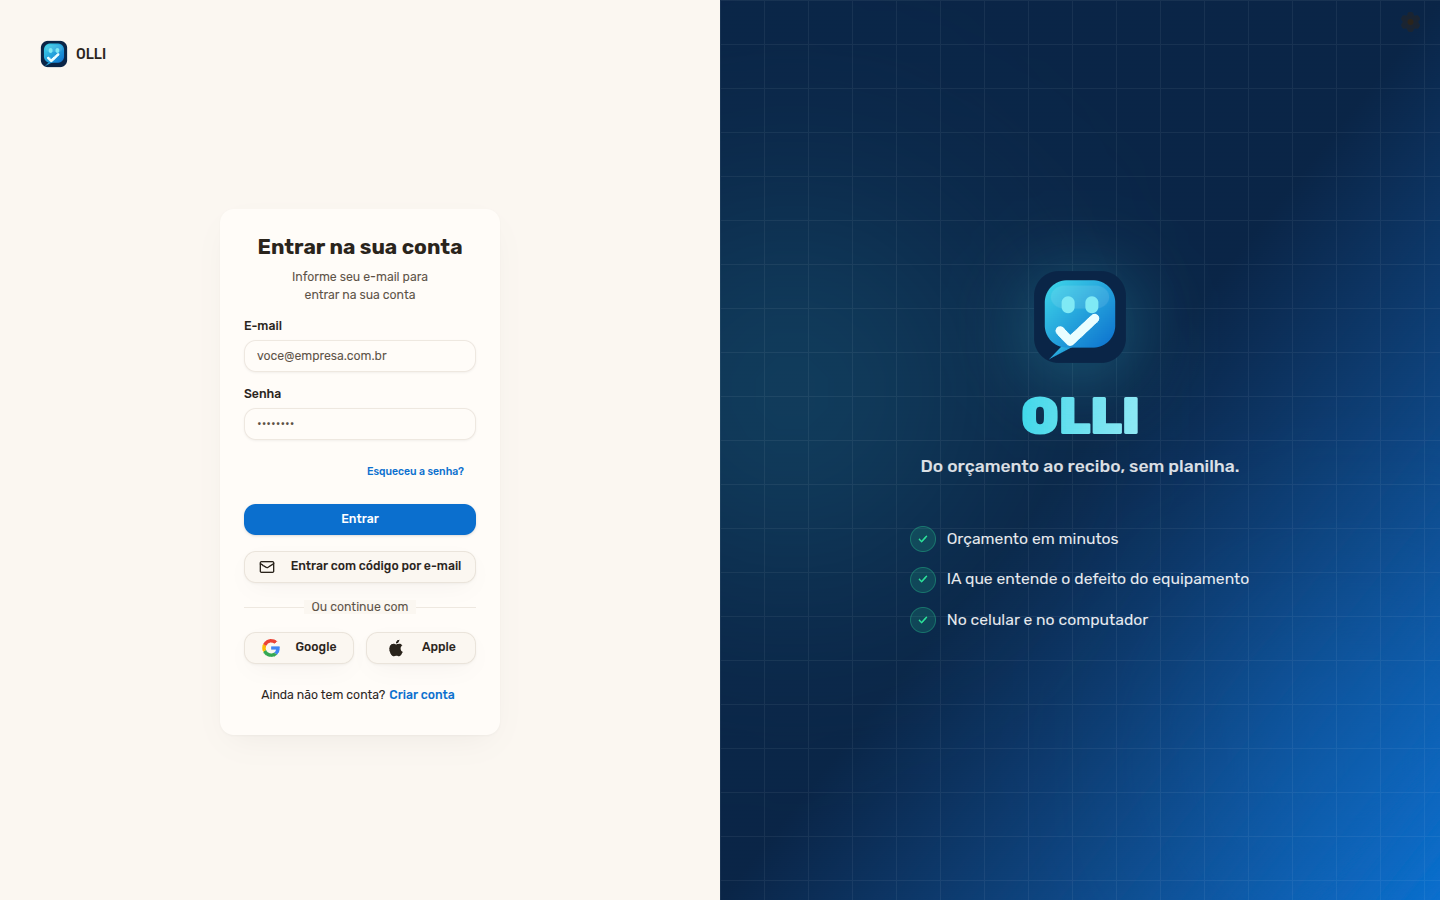 OLLI
Entrar na sua conta
Informe seu e-mail para
entrar na sua conta
E-mail
voce@empresa.com.br
Senha
••••••••
Esqueceu a senha?
Entrar
Entrar com código por e-mail
Ou continue com
Google
Apple
Ainda não tem conta? Criar conta
OLLI
Do orçamento ao recibo, sem planilha.
Orçamento em minutos
IA que entende o defeito do equipamento
No celular e no computador